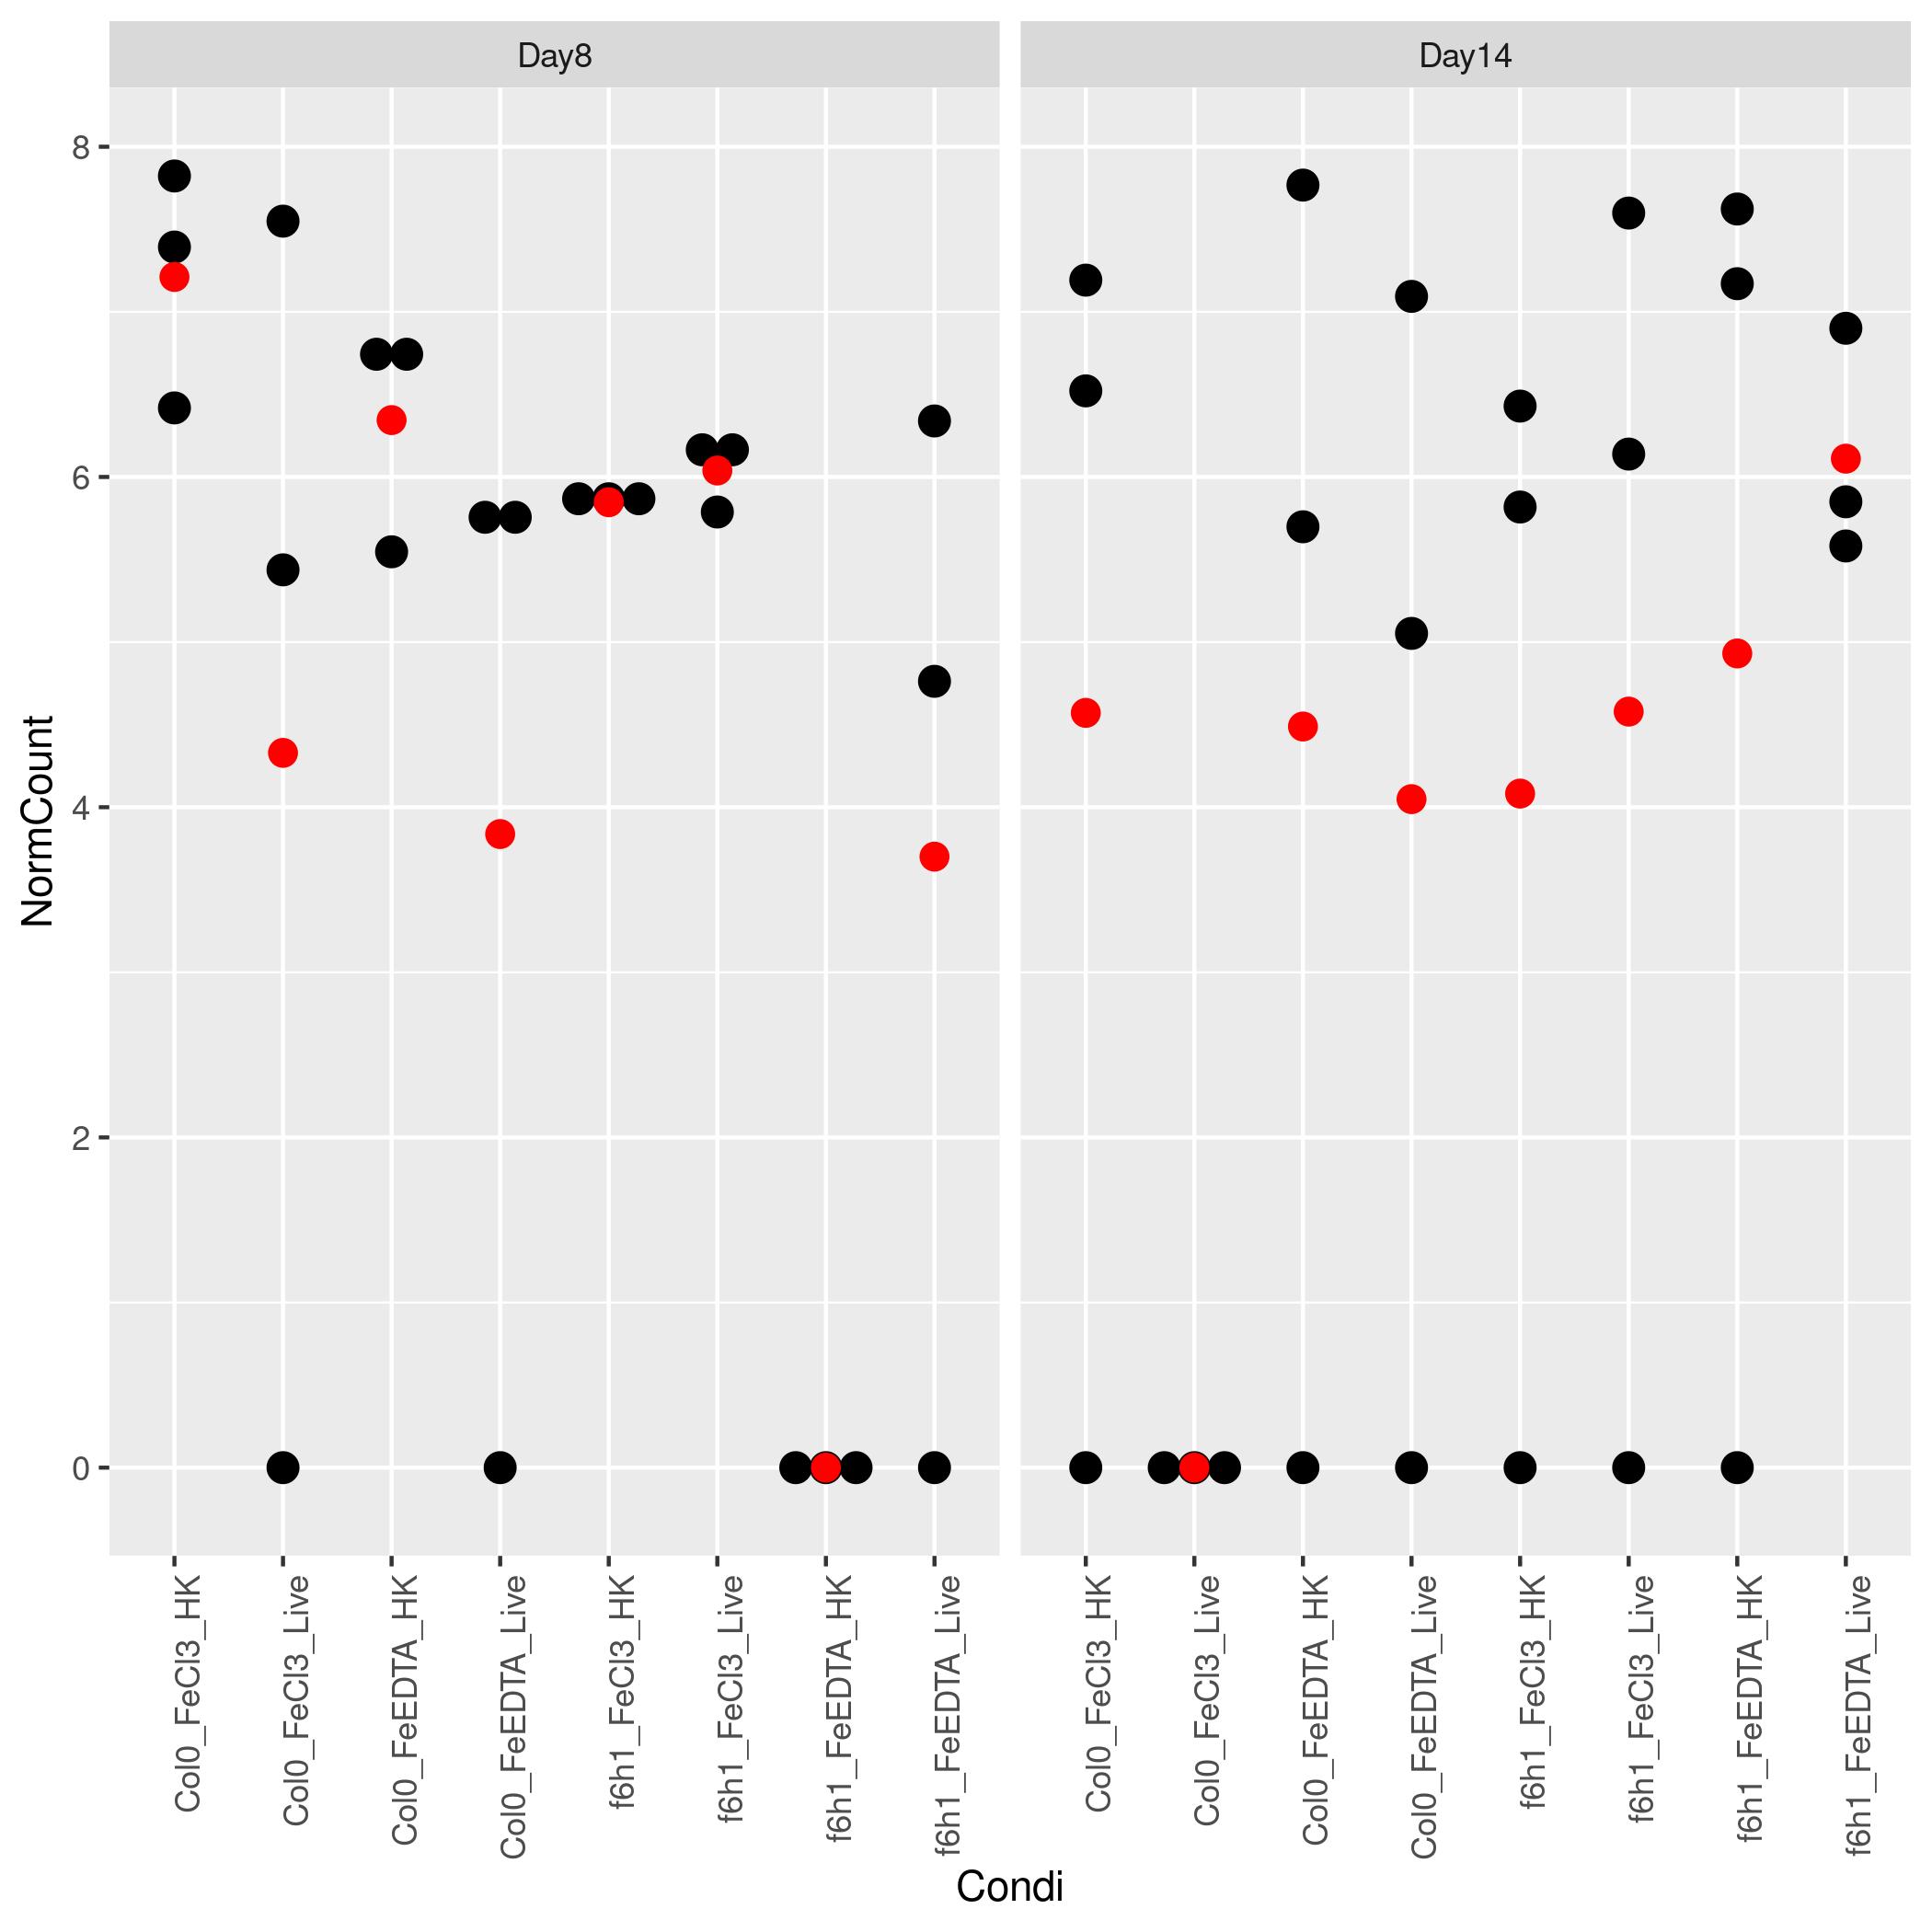 Day8
Day14
NormCount
8
6
4
2
0
Col0_FeCl3_HK
Col0_FeCl3_Live
Col0_FeEDTA_HK
Col0_FeEDTA_Live
f6h1_FeCl3_HK
f6h1_FeCl3_Live
f6h1_FeEDTA_HK
f6h1_FeEDTA_Live
Col0_FeCl3_HK
Col0_FeCl3_Live
Col0_FeEDTA_HK
Col0_FeEDTA_Live
f6h1_FeCl3_HK
f6h1_FeCl3_Live
f6h1_FeEDTA_HK
f6h1_FeEDTA_Live
Condi